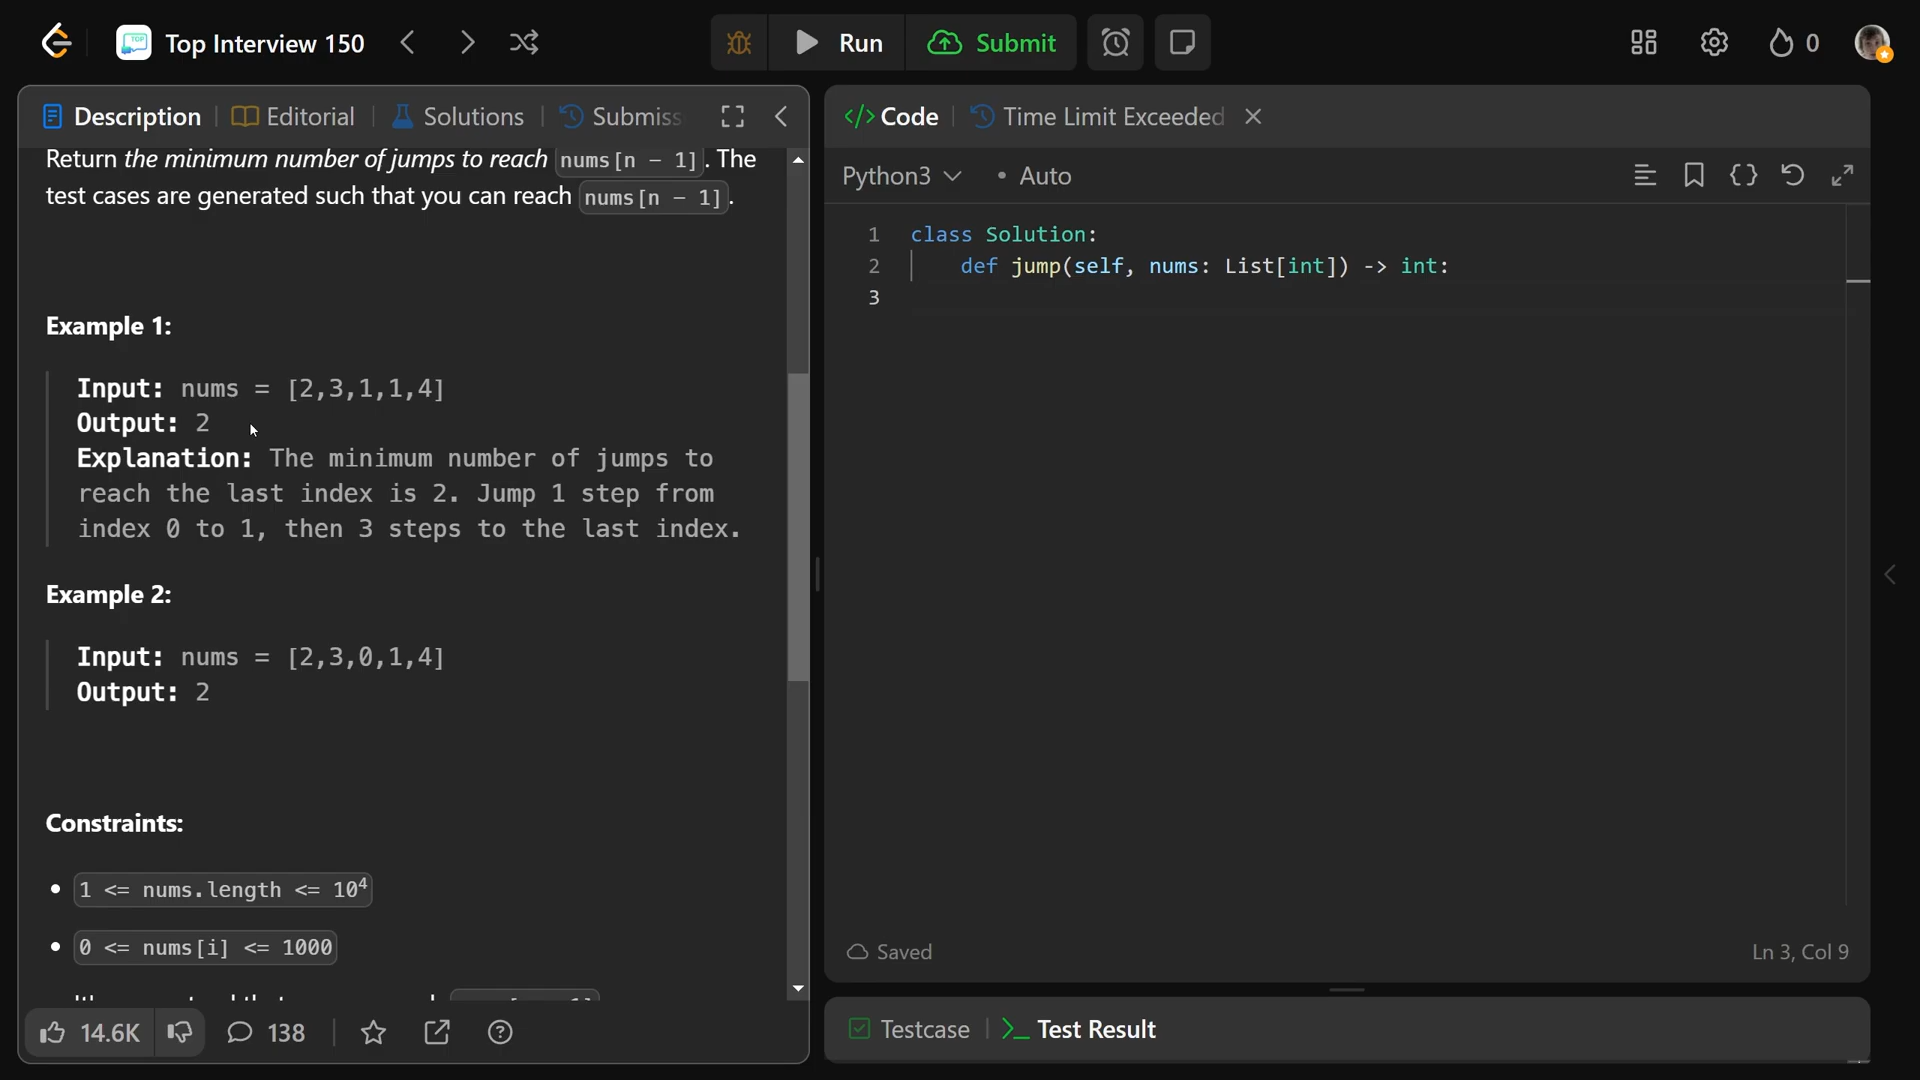 Top Interview 150
Run
Submit
0
Description
Editorial
Solutions
Submiss
Return the minimum number of jumps to reach nums[n - 1]. The
test cases are generated such that you can reach nums[n - 1].
Example 1:
Input: nums = [2,3,1,1,4]
Output: 2
Explanation: The minimum number of jumps to
reach the last index is 2. Jump 1 step from
index 0 to 1, then 3 steps to the last index.
Example 2:
Input: nums = [2,3,0,1,4]
Output: 2
Constraints:
• 1 <= nums.length <= 10⁴
• 0 <= nums[i] <= 1000
14.6K
138
</> Code
Time Limit Exceeded
Python3
• Auto
1 class Solution:
2 def jump(self, nums: List[int]) -> int:
3
Saved
Ln 3, Col 9
Testcase
>_ Test Result